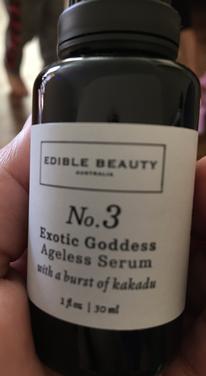 EDIBLE BEAUTY
AUSTRALIA
No.3
Exotic Goddess
Ageless Serum
with a burst of kakadu
1 fl oz | 30 ml